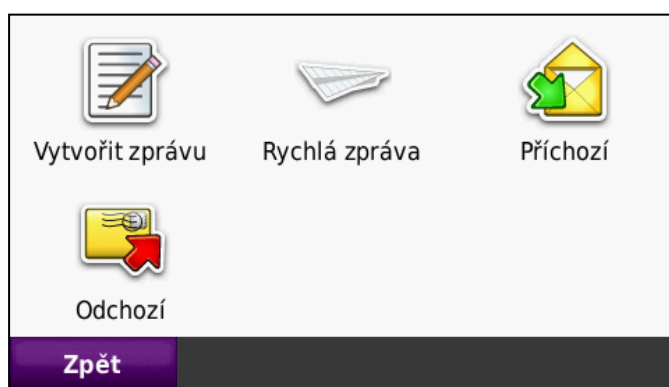 Vytvořit zprávu
Rychlá zpráva
Příchozí
Odchozí
Zpět